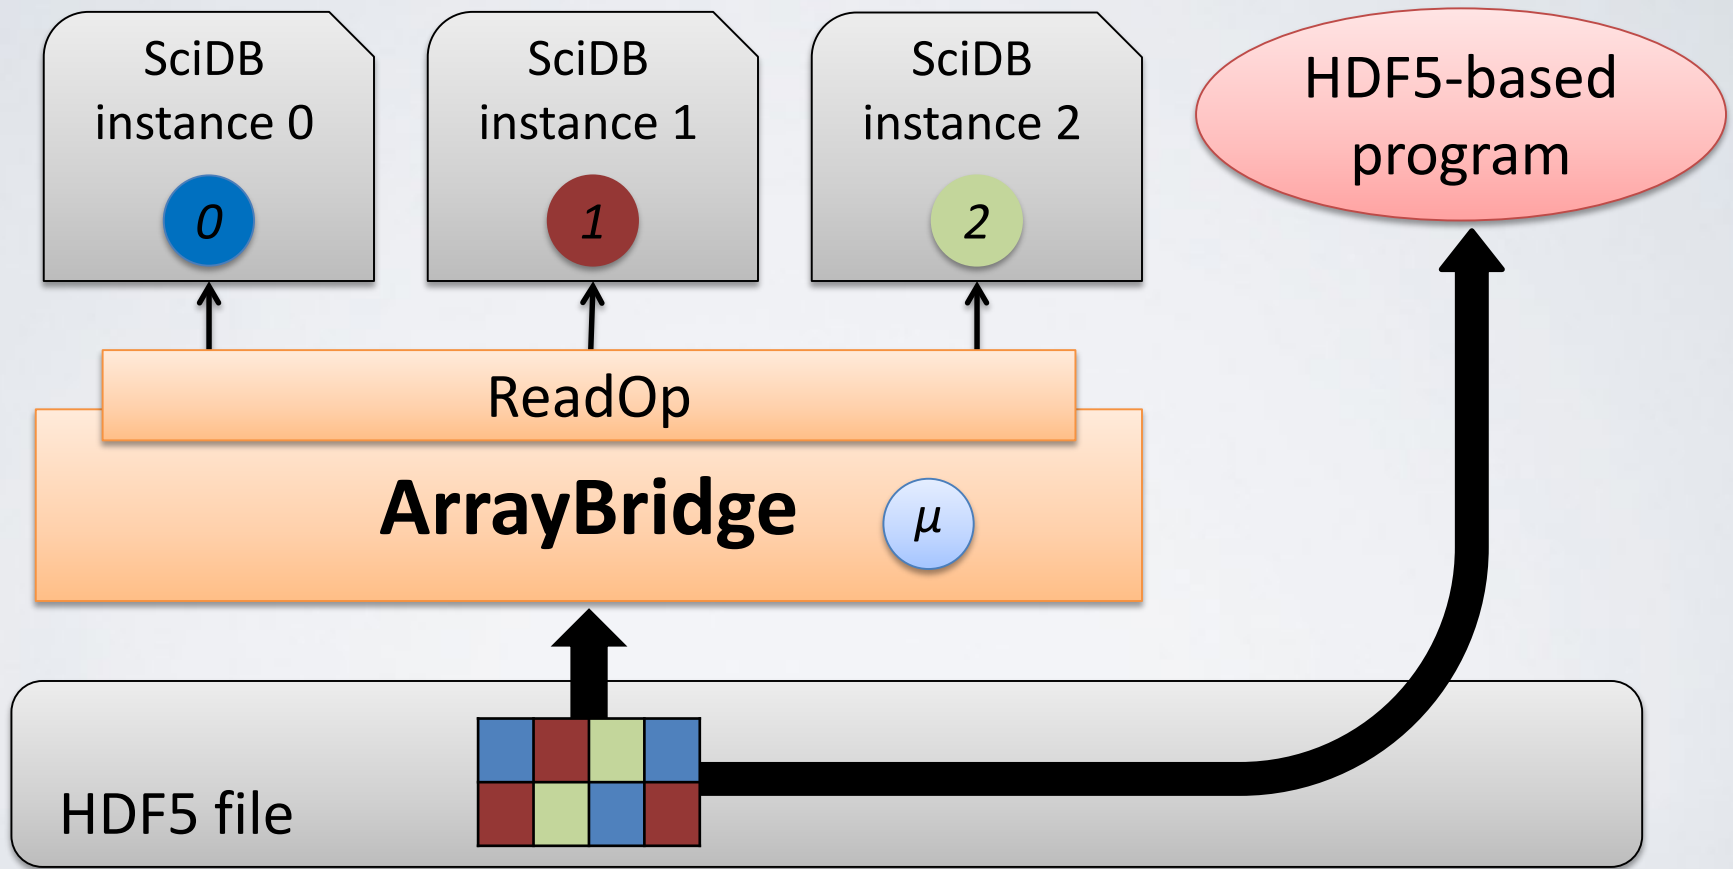 SciDB
instance 0
0
SciDB
instance 1
1
SciDB
instance 2
2
HDF5-based
program
ReadOp
ArrayBridge
μ
HDF5 file